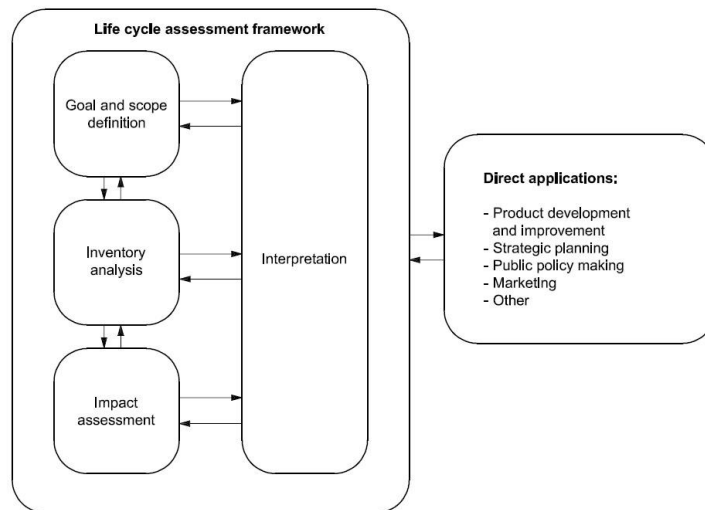 Life cycle assessment framework
Goal and scope
definition
Inventory
analysis
Impact
assessment
Interpretation
Direct applications:
- Product development
and improvement
- Strategic planning
- Public policy making
- Marketing
- Other